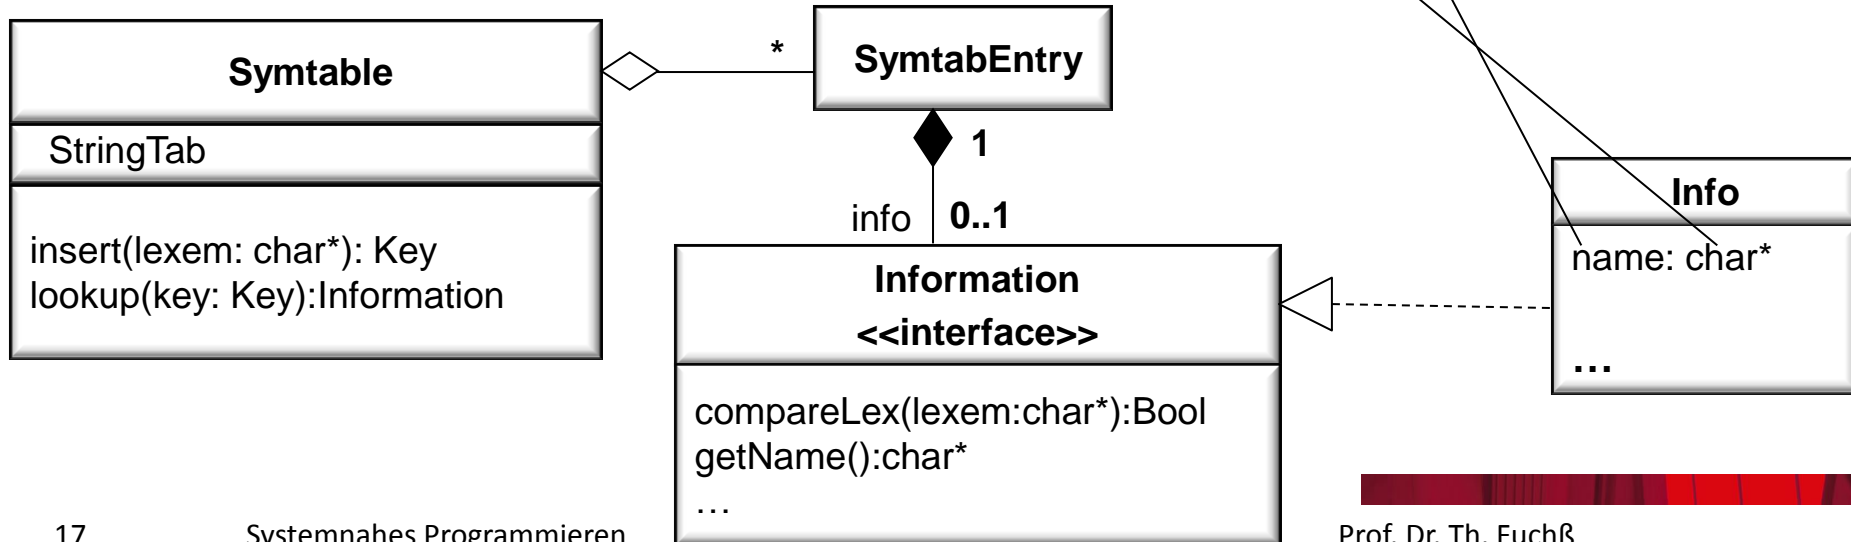 Symtable
StringTab
insert(lexem: char*): Key
lookup(key: Key):Information
*
SymtabEntry
1
info
0..1
Information
<<interface>>
compareLex(lexem:char*):Bool
getName():char*
...
Info
name: char*
...
17
Systemnahes Programmieren
Prof. Dr. Th. Fuchß